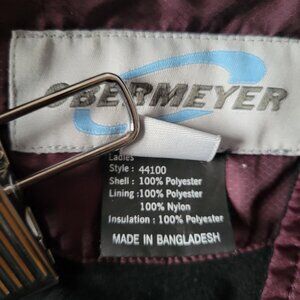 OBERMEYER
Ladies
Style : 44100
Shell : 100% Polyester
Lining :100% Polyester
100% Nylon
Insulation : 100% Polyester
MADE IN BANGLADESH